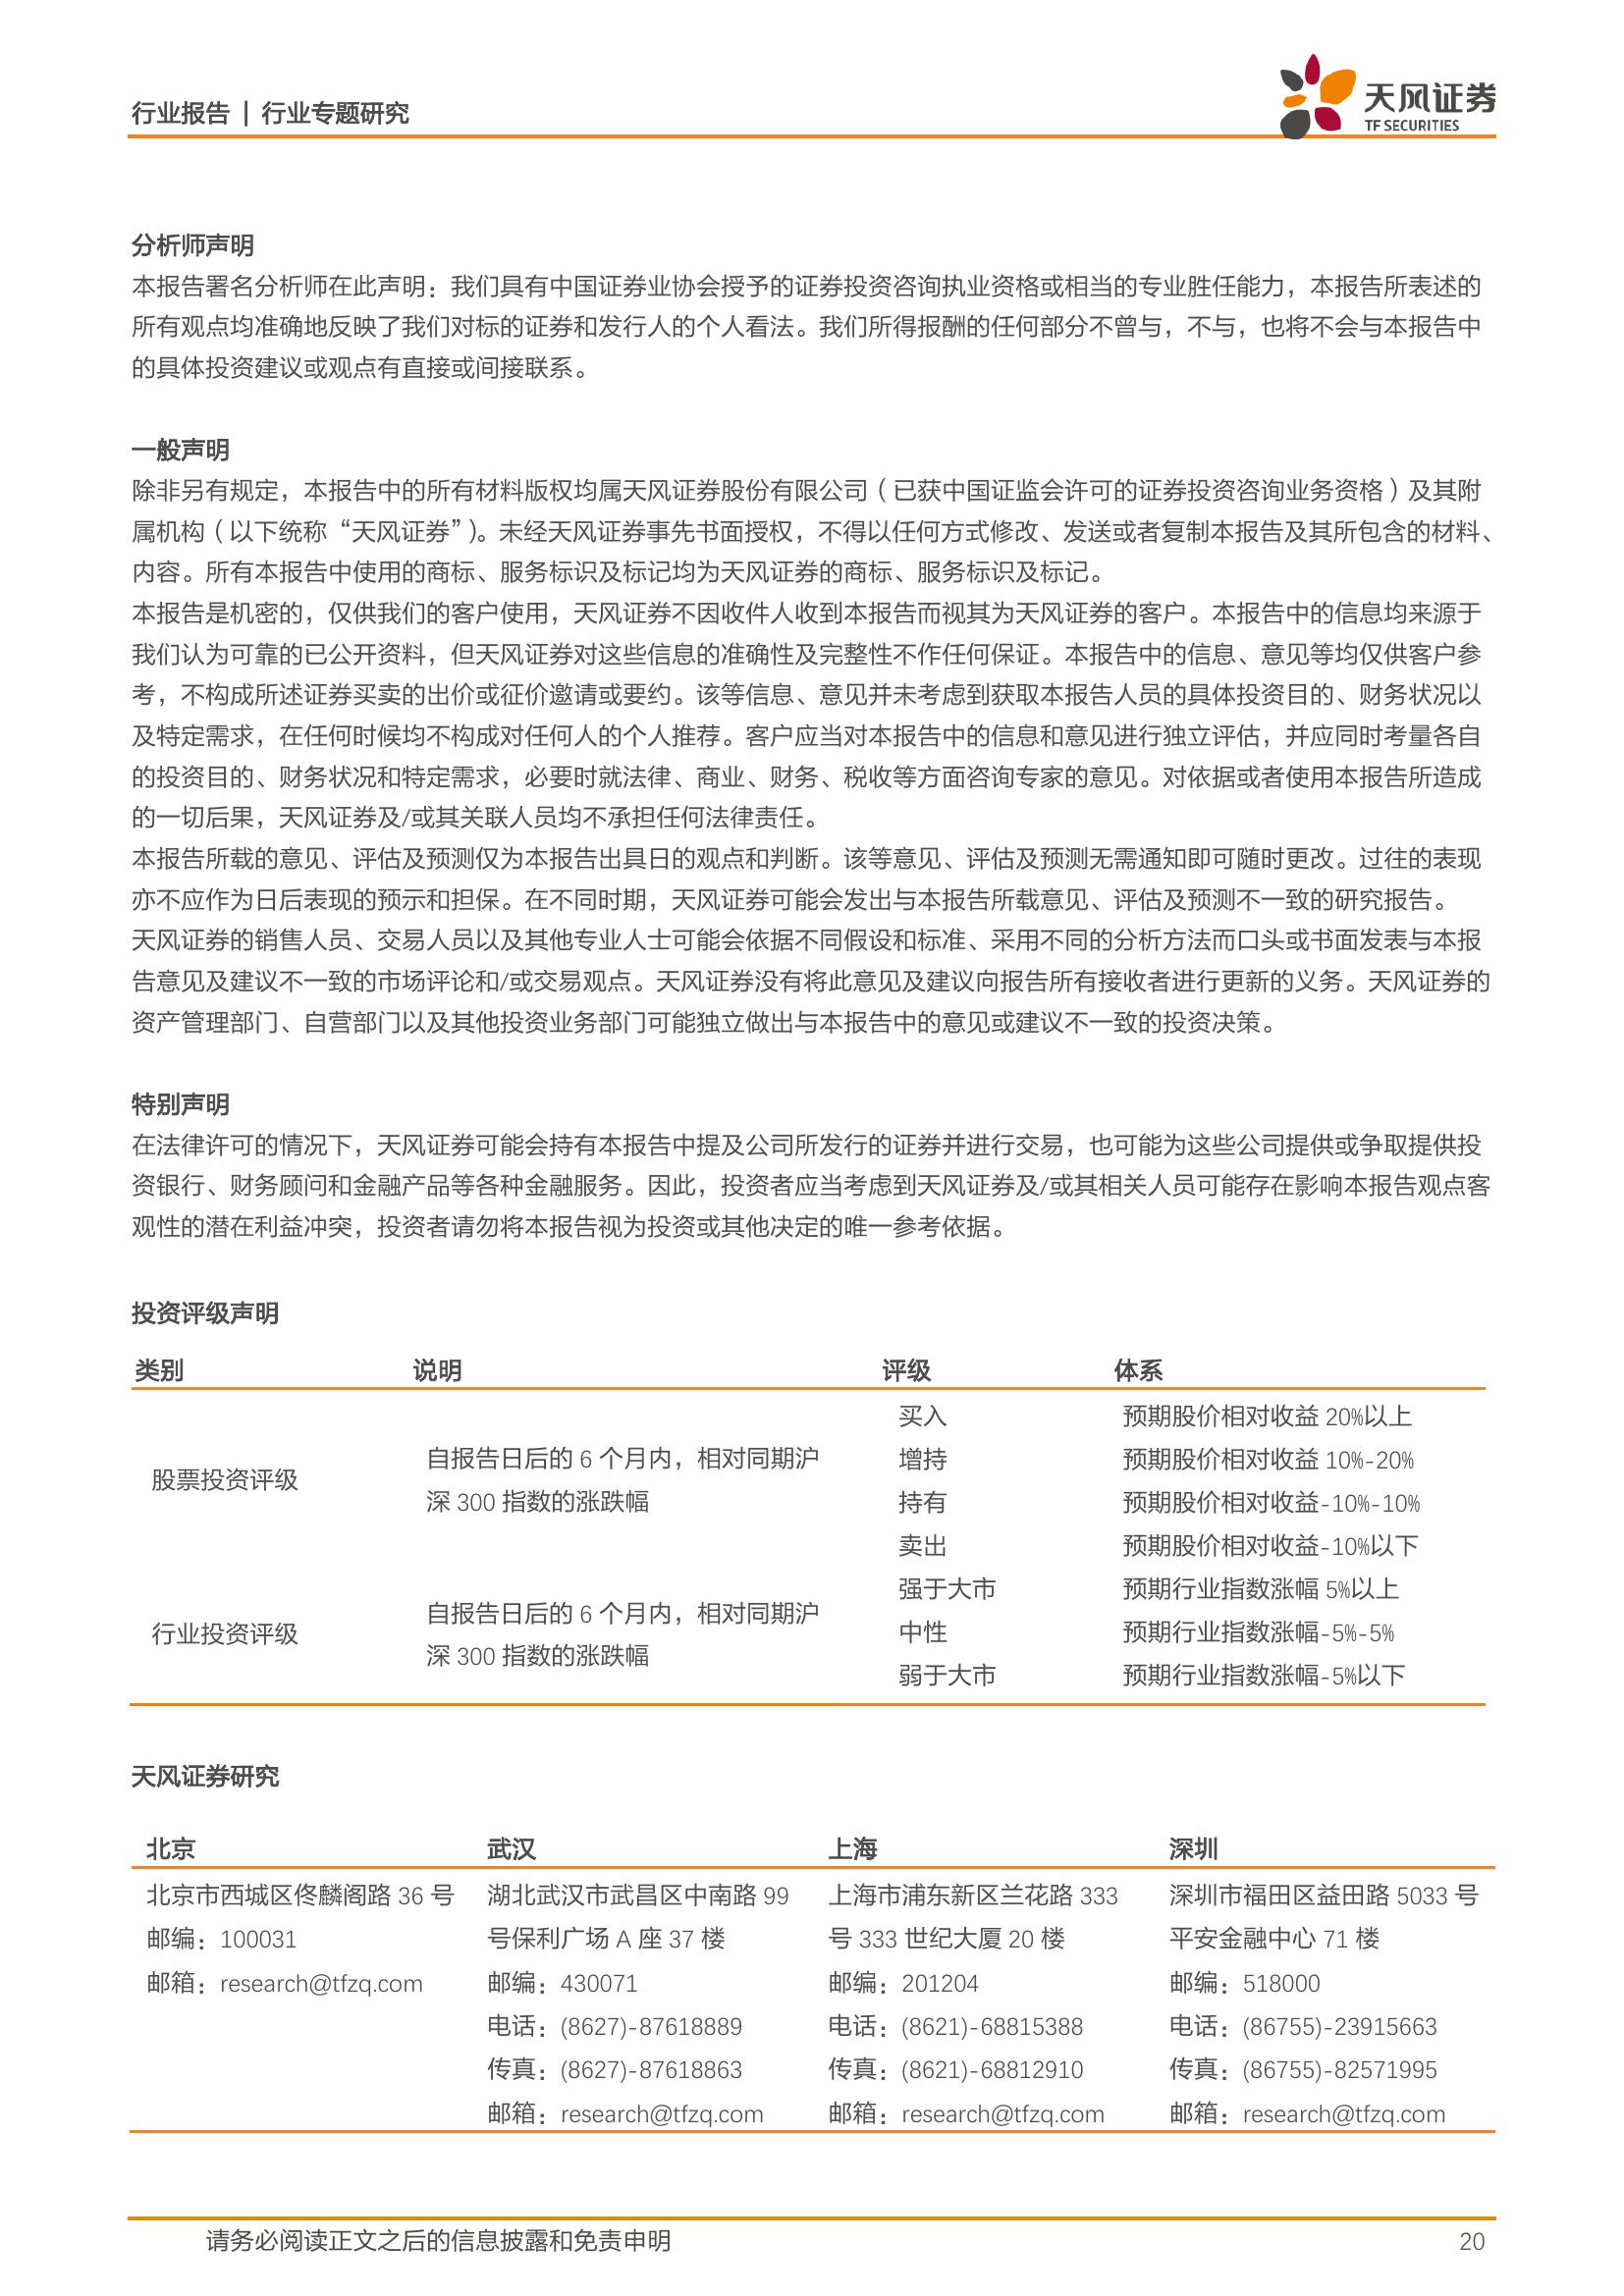 行业报告 | 行业专题研究
天风证券
TF SECURITIES
分析师声明
本报告署名分析师在此声明：我们具有中国证券业协会授予的证券投资咨询执业资格或相当的专业胜任能力，本报告所表述的
所有观点均准确地反映了我们对标的证券和发行人的个人看法。我们所得报酬的任何部分不曾与，不与，也将不会与本报告中
的具体投资建议或观点有直接或间接联系。
一般声明
除非另有规定，本报告中的所有材料版权均属天风证券股份有限公司（已获中国证监会许可的证券投资咨询业务资格）及其附
属机构（以下统称“天风证券”）。未经天风证券事先书面授权，不得以任何方式修改、发送或者复制本报告及其所包含的材料、
内容。所有本报告中使用的商标、服务标识及标记均为天风证券的商标、服务标识及标记。
本报告是机密的，仅供我们的客户使用，天风证券不因收件人收到本报告而视其为天风证券的客户。本报告中的信息均来源于
我们认为可靠的已公开资料，但天风证券对这些信息的准确性及完整性不作任何保证。本报告中的信息、意见等均仅供客户参
考，不构成所述证券买卖的出价或征价邀请或要约。该等信息、意见并未考虑到获取本报告人员的具体投资目的、财务状况以
及特定需求，在任何时候均不构成对任何人的个人推荐。客户应当对本报告中的信息和意见进行独立评估，并应同时考量各自
的投资目的、财务状况和特定需求，必要时就法律、商业、财务、税收等方面咨询专家的意见。对依据或者使用本报告所造成
的一切后果，天风证券及/或其关联人员均不承担任何法律责任。
本报告所载的意见、评估及预测仅为本报告出具日的观点和判断。该等意见、评估及预测无需通知即可随时更改。过往的表现
亦不应作为日后表现的预示和担保。在不同时期，天风证券可能会发出与本报告所载意见、评估及预测不一致的研究报告。
天风证券的销售人员、交易人员以及其他专业人士可能会依据不同假设和标准、采用不同的分析方法而口头或书面发表与本报
告意见及建议不一致的市场评论和/或交易观点。天风证券没有将此意见及建议向报告所有接收者进行更新的义务。天风证券的
资产管理部门、自营部门以及其他投资业务部门可能独立做出与本报告中的意见或建议不一致的投资决策。
特别声明
在法律许可的情况下，天风证券可能会持有本报告中提及公司所发行的证券并进行交易，也可能为这些公司提供或争取提供投
资银行、财务顾问和金融产品等各种金融服务。因此，投资者应当考虑到天风证券及/或其相关人员可能存在影响本报告观点客
观性的潜在利益冲突，投资者请勿将本报告视为投资或其他决定的唯一参考依据。
投资评级声明
类别 说明 评级 体系
股票投资评级
自报告日后的 6 个月内，相对同期沪
深 300 指数的涨跌幅
买入 预期股价相对收益 20%以上
增持 预期股价相对收益 10%-20%
持有 预期股价相对收益-10%-10%
卖出 预期股价相对收益-10%以下
行业投资评级
自报告日后的 6 个月内，相对同期沪
深 300 指数的涨跌幅
强于大市 预期行业指数涨幅 5%以上
中性 预期行业指数涨幅-5%-5%
弱于大市 预期行业指数涨幅-5%以下
天风证券研究
北京
北京市西城区佟麟阁路 36 号
邮编：100031
邮箱：research@tfzq.com
武汉
湖北武汉市武昌区中南路 99
号保利广场 A 座 37 楼
邮编：430071
电话：(8627)-87618889
传真：(8627)-87618863
邮箱：research@tfzq.com
上海
上海市浦东新区兰花路 333
号 333 世纪大厦 20 楼
邮编：201204
电话：(8621)-68815388
传真：(8621)-68812910
邮箱：research@tfzq.com
深圳
深圳市福田区益田路 5033 号
平安金融中心 71 楼
邮编：518000
电话：(86755)-23915663
传真：(86755)-82571995
邮箱：research@tfzq.com
请务必阅读正文之后的信息披露和免责申明 20